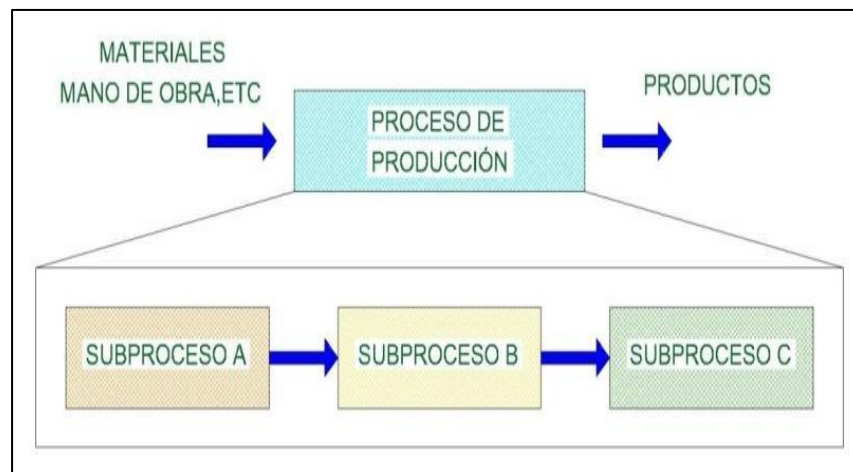 MATERIALES
MANO DE OBRA,ETC
PRODUCTOS
PROCESO DE
PRODUCCIÓN
SUBPROCESO A
SUBPROCESO B
SUBPROCESO C